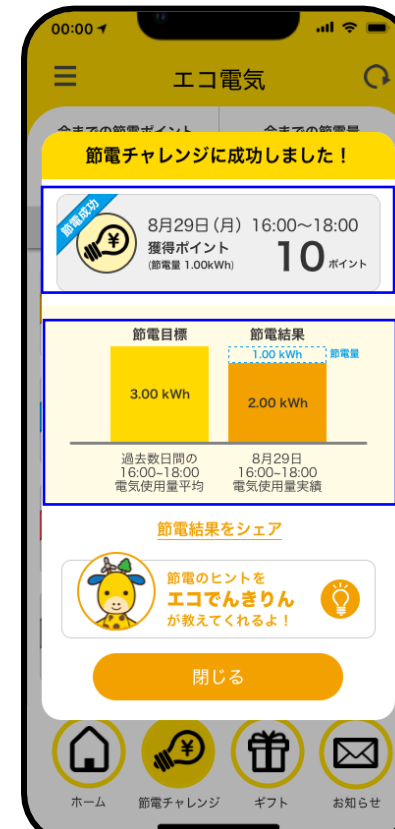 00:00
エコ電気
今までの節電ポイント
今までの節電量
節電チャレンジに成功しました！
節電成功
8月29日(月) 16:00〜18:00
獲得ポイント
(節電量 1.00kWh)
10 ポイント
節電目標
節電結果
1.00 kWh
節電量
3.00 kWh
2.00 kWh
過去数日間の
16:00~18:00
電気使用量平均
8月29日
16:00~18:00
電気使用量実績
節電結果をシェア
節電のヒントを
エコでんきりん
が教えてくれるよ！
閉じる
ホーム
節電チャレンジ
ギフト
お知らせ